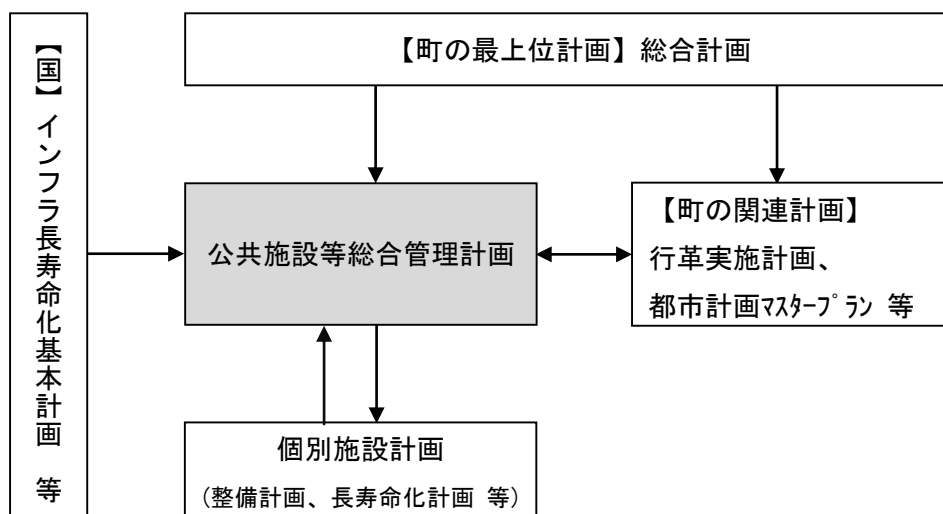 【国】インフラ長寿命化基本計画 等
【町の最上位計画】総合計画
公共施設等総合管理計画
【町の関連計画】
行革実施計画、
都市計画ﾏｽﾀｰﾌﾟﾗﾝ 等
個別施設計画
(整備計画、長寿命化計画 等)